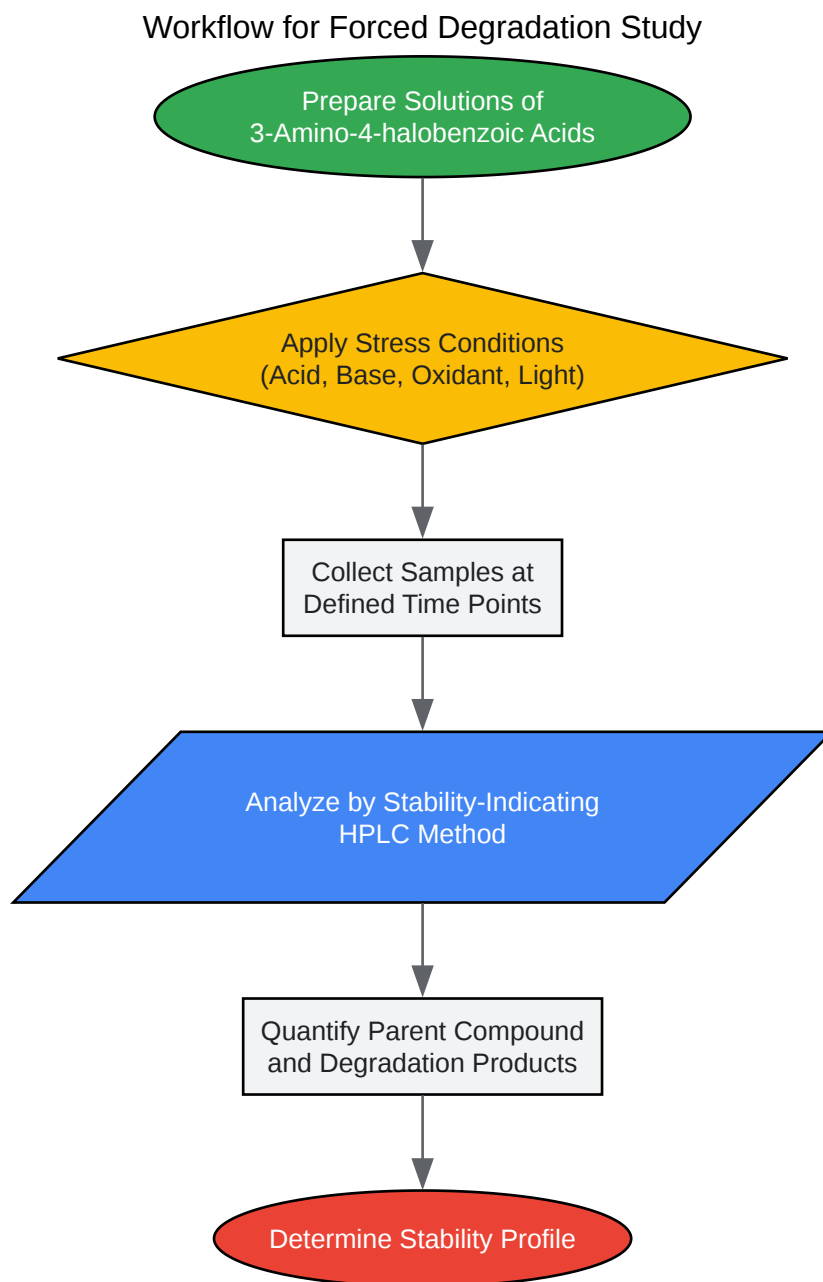 Workflow for Forced Degradation Study
Prepare Solutions of
3-Amino-4-halobenzoic Acids
Apply Stress Conditions
(Acid, Base, Oxidant, Light)
Collect Samples at
Defined Time Points
Analyze by Stability-Indicating
HPLC Method
Quantify Parent Compound
and Degradation Products
Determine Stability Profile